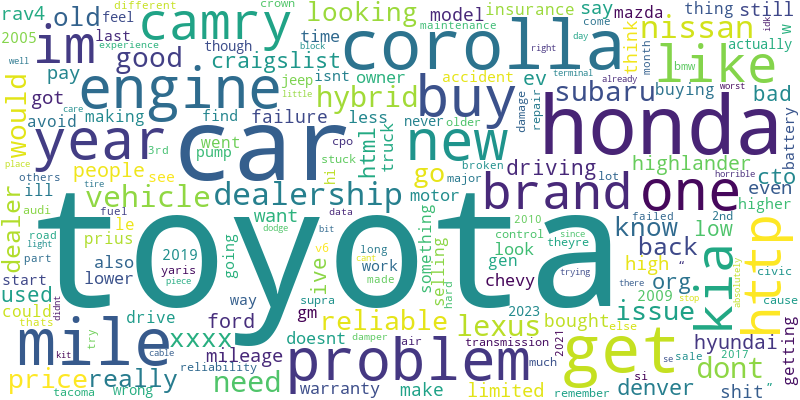 rav4 old camry
feel crown different
looking model insurance say thing still
come mazda
2005 im last good
though time maintenance
corolla think nissan w
actually
well experience block
craigslist right day month
pay engine jeep isnt owner accident ev like
terminal already bmw worst
would got hybrid buy subaru buying bad
avoid making find failure less never older damage repair
year car html truck new honda battery
care went pump 3rd cpo stuck
broken driving highlander cto
people see hi motor major lot horrible
others ill vehicle dealership go brand one even
place tire want know higher
dealer audi fuel le dodge bit data
2010 since 2nd failed
toyota
road prius going ive something control theyre back low
light 2019 v6 cant long look gen there
part also yaris work selling chevy high org “ kia http civic
start lower piece made hard trying
used way supra gm 2023 2009 cause
didnt xxxx ford reliable lexus bought issue absolutely
could drive doesnt else stop
thats mile damper air transmission 2021 hyundai getting
try mileage problem much get se sale 2017 ”
kit cable reliability si dont
price really need warranty make limited denver shit
tacoma wrong remember idk